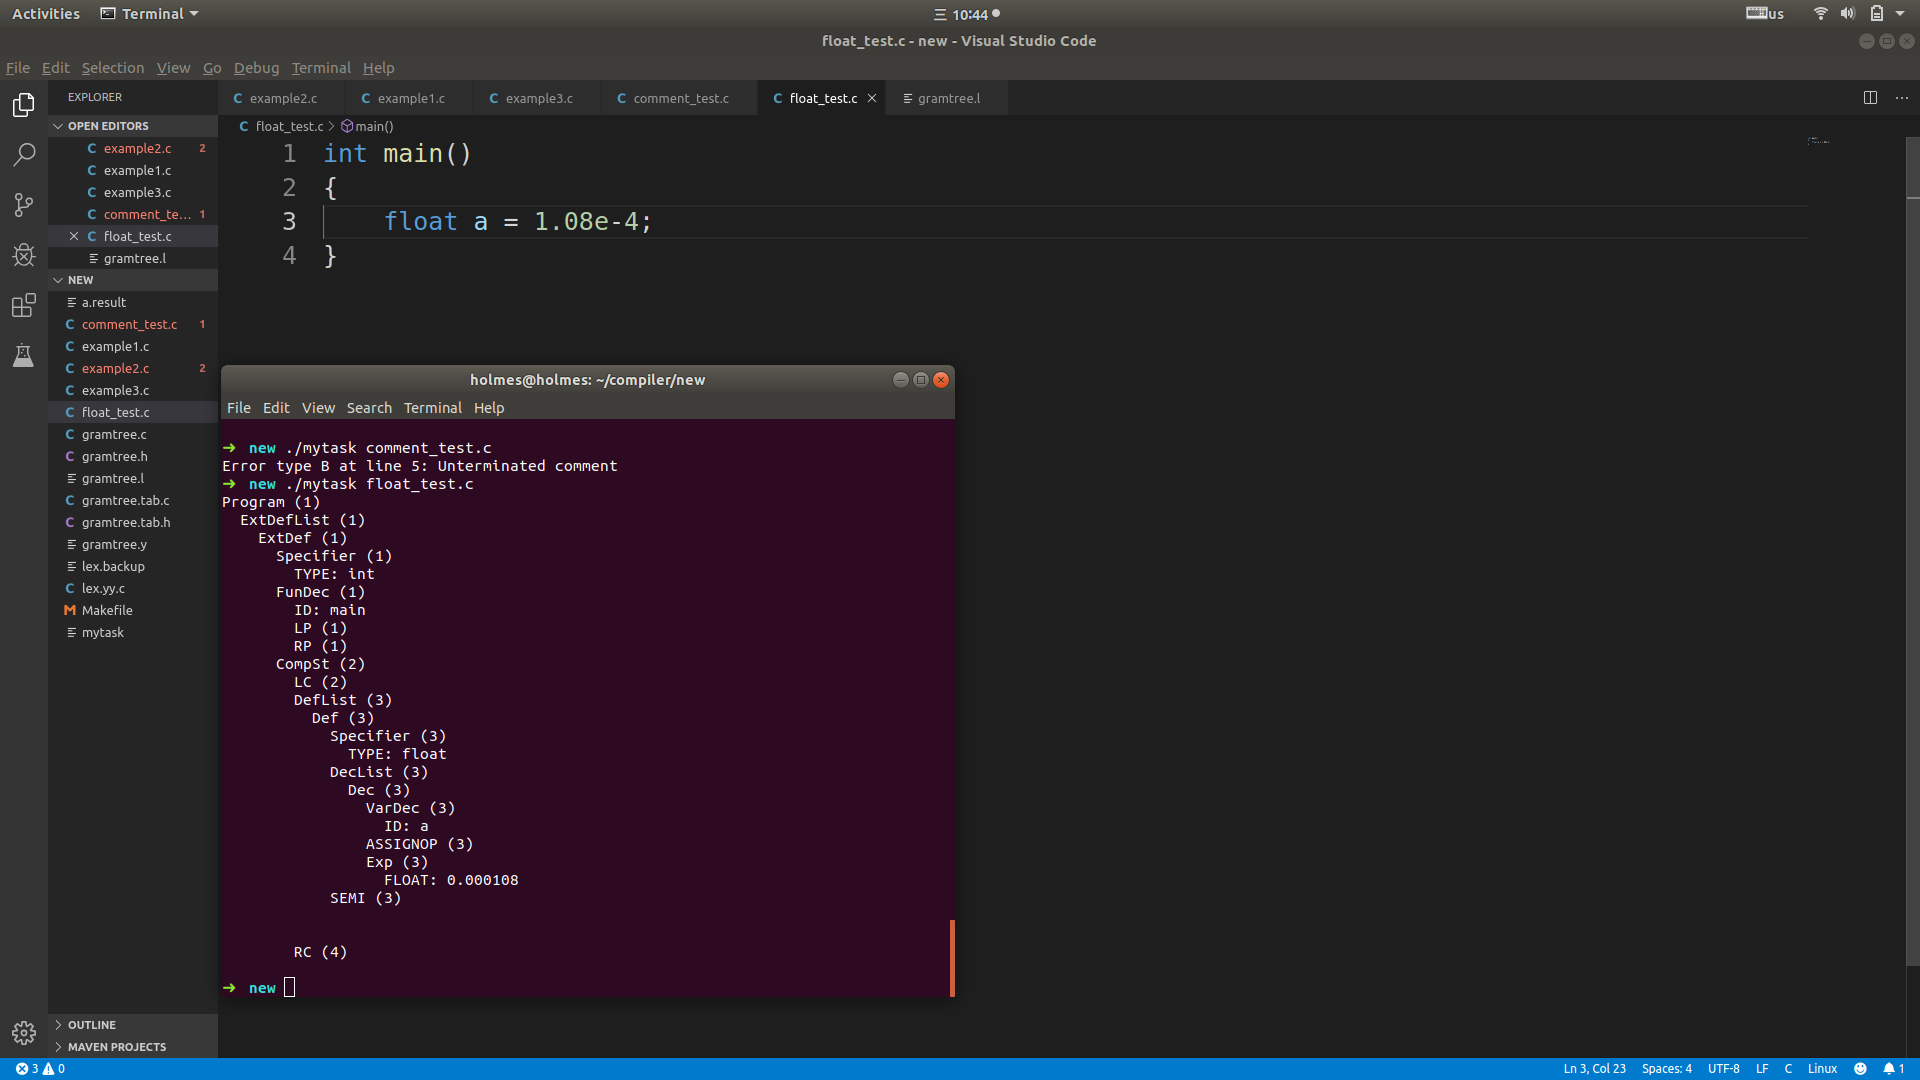 Activities Terminal 三 10:44 us
float_test.c - new - Visual Studio Code
File Edit Selection View Go Debug Terminal Help
EXPLORER
OPEN EDITORS
C example2.c 2
C example1.c
C example3.c
C comment_te... 1
C float_test.c
gramtree.l
NEW
a.result
C comment_test.c 1
C example1.c
C example2.c 2
C example3.c
C float_test.c
C gramtree.c
C gramtree.h
gramtree.l
C gramtree.tab.c
C gramtree.tab.h
gramtree.y
lex.backup
C lex.yy.c
M Makefile
mytask
OUTLINE
MAVEN PROJECTS
C example2.c C example1.c C example3.c C comment_test.c C float_test.c gramtree.l
C float_test.c > main()
1 int main()
2 {
3 float a = 1.08e-4;
4 }
holmes@holmes: ~/compiler/new
File Edit View Search Terminal Help
➜ new ./mytask comment_test.c
Error type B at line 5: Unterminated comment
➜ new ./mytask float_test.c
Program (1)
ExtDefList (1)
ExtDef (1)
Specifier (1)
TYPE: int
FunDec (1)
ID: main
LP (1)
RP (1)
CompSt (2)
LC (2)
DefList (3)
Def (3)
Specifier (3)
TYPE: float
DecList (3)
Dec (3)
VarDec (3)
ID: a
ASSIGNOP (3)
Exp (3)
FLOAT: 0.000108
SEMI (3)
RC (4)
➜ new
3 0 Ln 3, Col 23 Spaces: 4 UTF-8 LF C Linux 1